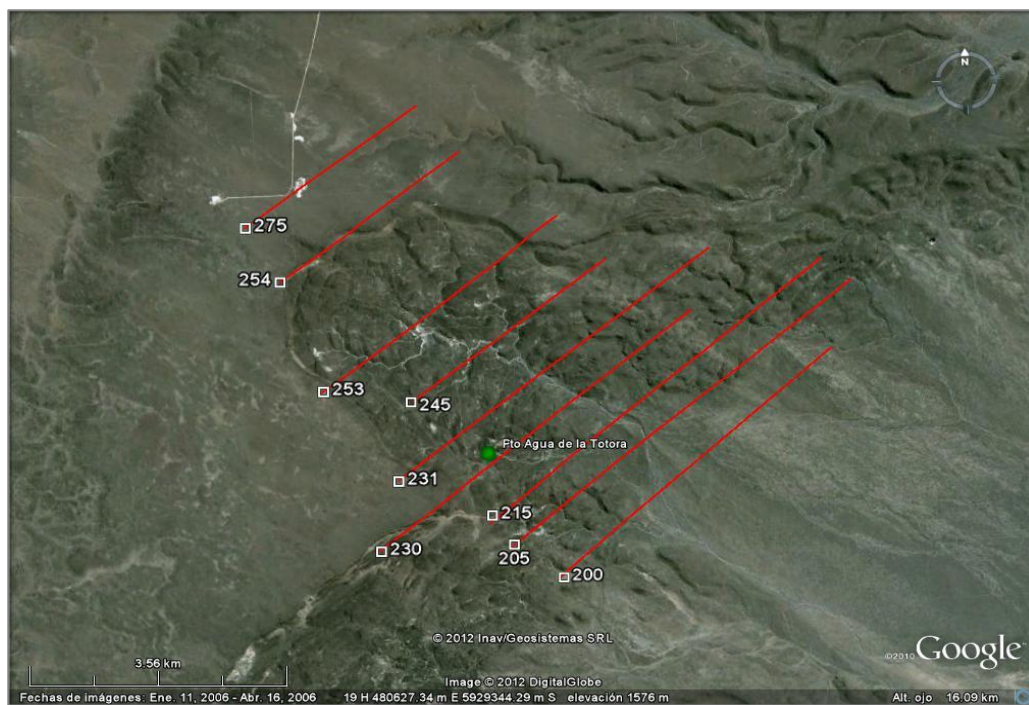 N
275
254
253
245
Pto Agua de la Totora
231
215
230
205
200
© 2012 Inav/Geosistemas SRL
©2010 Google
3.56 km
Image © 2012 DigitalGlobe
Fechas de imágenes: Ene. 11, 2006 - Abr. 16, 2006 19 H 480627.34 m E 5929344.29 m S elevación 1576 m Alt. ojo 16.09 km